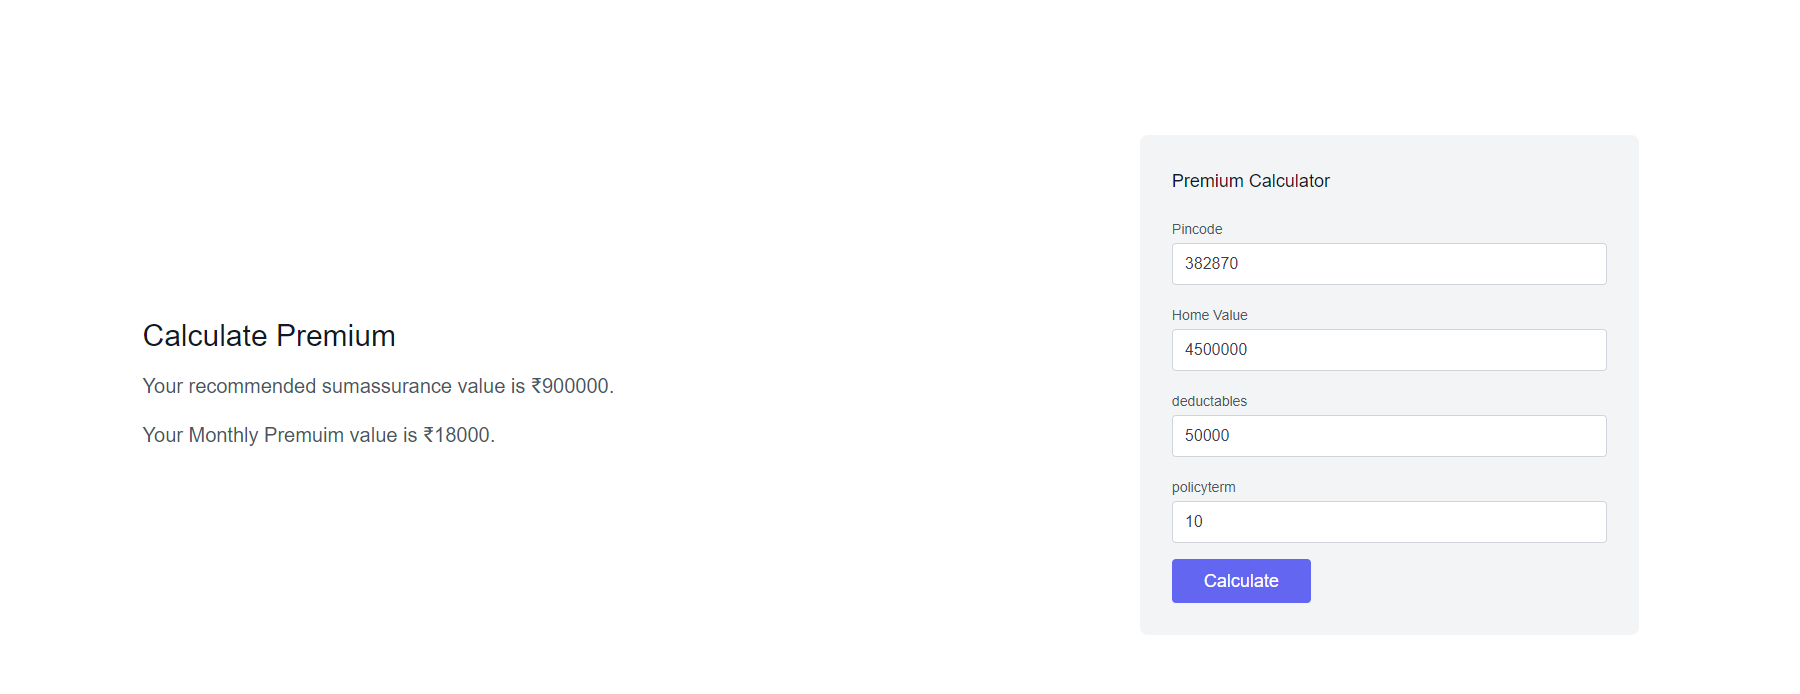 Calculate Premium
Your recommended sumassurance value is ₹900000.
Your Monthly Premuim value is ₹18000.
Premium Calculator
Pincode
382870
Home Value
4500000
deductables
50000
policyterm
10
Calculate